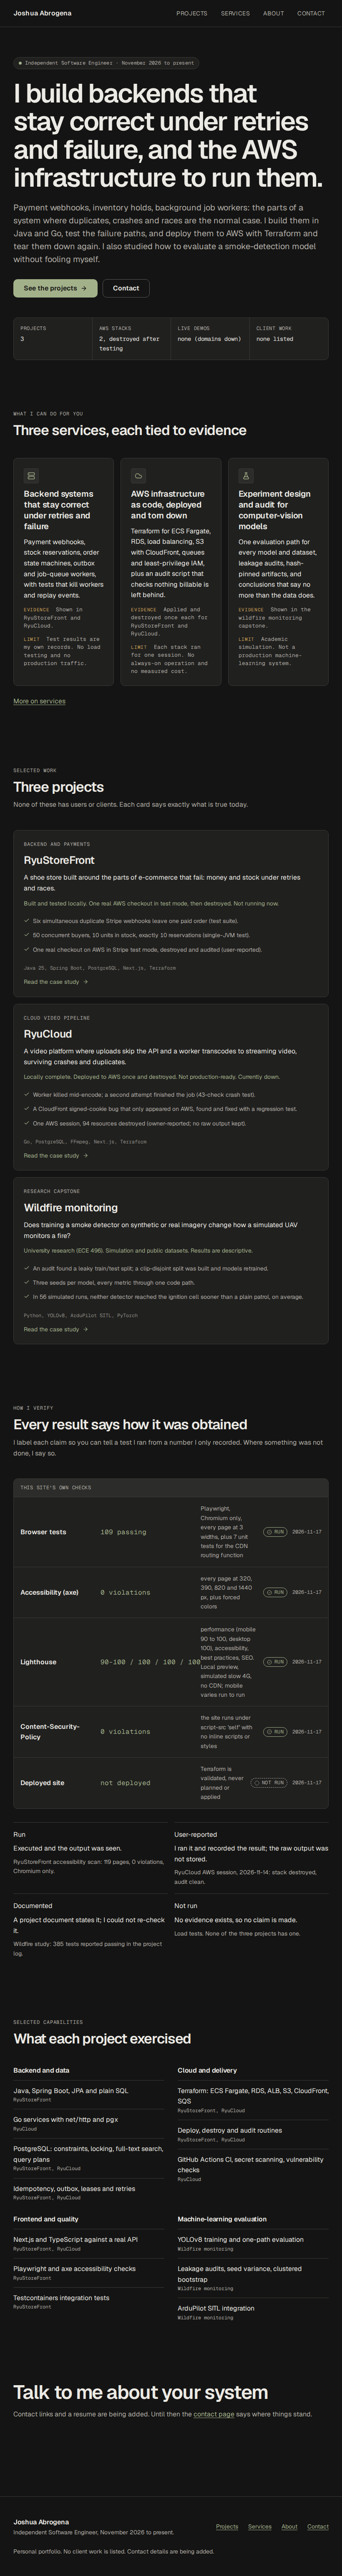 Joshua Abrogena
PROJECTS SERVICES ABOUT CONTACT
Independent Software Engineer · November 2026 to present
I build backends that
stay correct under retries
and failure, and the AWS
infrastructure to run them.
Payment webhooks, inventory holds, background job workers: the parts of a
system where duplicates, crashes and races are the normal case. I build them in
Java and Go, test the failure paths, and deploy them to AWS with Terraform and
tear them down again. I also studied how to evaluate a smoke-detection model
without fooling myself.
See the projects →
Contact
PROJECTS
3
AWS STACKS
2, destroyed after
testing
LIVE DEMOS
none (domains down)
CLIENT WORK
none listed
WHAT I CAN DO FOR YOU
Three services, each tied to evidence
Backend systems
that stay correct
under retries and
failure
Payment webhooks,
stock reservations, order
state machines, outbox
and job-queue workers,
with tests that kill workers
and replay events.
EVIDENCE Shown in
RyuStoreFront and
RyuCloud.
LIMIT Test results are
my own records. No load
testing and no
production traffic.
AWS infrastructure
as code, deployed
and torn down
Terraform for ECS Fargate,
RDS, load balancing, S3
with CloudFront, queues
and least-privilege IAM,
plus an audit script that
checks nothing billable is
left behind.
EVIDENCE Applied and
destroyed once each for
RyuStoreFront and
RyuCloud.
LIMIT Each stack ran
for one session. No
always-on operation and
no measured cost.
Experiment design
and audit for
computer-vision
models
One evaluation path for
every model and dataset,
leakage audits, hash-
pinned artifacts, and
conclusions that say no
more than the data does.
EVIDENCE Shown in the
wildfire monitoring
capstone.
LIMIT Academic
simulation. Not a
production machine-
learning system.
More on services
SELECTED WORK
Three projects
None of these has users or clients. Each card says exactly what is true today.
BACKEND AND PAYMENTS
RyuStoreFront
A shoe store built around the parts of e-commerce that fail: money and stock under retries
and races.
Built and tested locally. One real AWS checkout in test mode, then destroyed. Not running now.
✓ Six simultaneous duplicate Stripe webhooks leave one paid order (test suite).
✓ 50 concurrent buyers, 10 units in stock, exactly 10 reservations (single-JVM test).
✓ One real checkout on AWS in Stripe test mode, destroyed and audited (user-reported).
Java 25, Spring Boot, PostgreSQL, Next.js, Terraform
Read the case study →
CLOUD VIDEO PIPELINE
RyuCloud
A video platform where uploads skip the API and a worker transcodes to streaming video,
surviving crashes and duplicates.
Locally complete. Deployed to AWS once and destroyed. Not production-ready. Currently down.
✓ Worker killed mid-encode; a second attempt finished the job (43-check crash test).
✓ A CloudFront signed-cookie bug that only appeared on AWS, found and fixed with a regression test.
✓ One AWS session, 94 resources destroyed (owner-reported; no raw output kept).
Go, PostgreSQL, FFmpeg, Next.js, Terraform
Read the case study →
RESEARCH CAPSTONE
Wildfire monitoring
Does training a smoke detector on synthetic or real imagery change how a simulated UAV
monitors a fire?
University research (ECE 496). Simulation and public datasets. Results are descriptive.
✓ An audit found a leaky train/test split; a clip-disjoint split was built and models retrained.
✓ Three seeds per model, every metric through one code path.
✓ In 56 simulated runs, neither detector reached the ignition cell sooner than a plain patrol, on average.
Python, YOLOv8, ArduPilot SITL, PyTorch
Read the case study →
HOW I VERIFY
Every result says how it was obtained
I label each claim so you can tell a test I ran from a number I only recorded. Where something was not
done, I say so.
THIS SITE'S OWN CHECKS
Browser tests
109 passing
Playwright,
Chromium only,
every page at 3
widths, plus 7 unit
tests for the CDN
routing function
RUN 2026-11-17
Accessibility (axe)
0 violations
every page at 320,
390, 820 and 1440
px, plus forced
colors
RUN 2026-11-17
Lighthouse
90-100 / 100 / 100 / 100
performance (mobile
90 to 100, desktop
100), accessibility,
best practices, SEO.
Local preview,
simulated slow 4G,
no CDN; mobile
varies run to run
RUN 2026-11-17
Content-Security-
Policy
0 violations
the site runs under
script-src 'self' with
no inline scripts or
styles
RUN 2026-11-17
Deployed site
not deployed
Terraform is
validated, never
planned or
applied
NOT RUN 2026-11-17
Run
Executed and the output was seen.
RyuStoreFront accessibility scan: 119 pages, 0 violations,
Chromium only.
User-reported
I ran it and recorded the result; the raw output was
not stored.
RyuCloud AWS session, 2026-11-14: stack destroyed,
audit clean.
Documented
A project document states it; I could not re-check
it.
Wildfire study: 385 tests reported passing in the project
log.
Not run
No evidence exists, so no claim is made.
Load tests. None of the three projects has one.
SELECTED CAPABILITIES
What each project exercised
Backend and data
Java, Spring Boot, JPA and plain SQL
RyuStoreFront
Go services with net/http and pgx
RyuCloud
PostgreSQL: constraints, locking, full-text search,
query plans
RyuStoreFront, RyuCloud
Idempotency, outbox, leases and retries
RyuStoreFront, RyuCloud
Cloud and delivery
Terraform: ECS Fargate, RDS, ALB, S3, CloudFront,
SQS
RyuStoreFront, RyuCloud
Deploy, destroy and audit routines
RyuStoreFront, RyuCloud
GitHub Actions CI, secret scanning, vulnerability
checks
RyuCloud
Frontend and quality
Next.js and TypeScript against a real API
RyuStoreFront, RyuCloud
Playwright and axe accessibility checks
RyuStoreFront
Testcontainers integration tests
RyuStoreFront
Machine-learning evaluation
YOLOv8 training and one-path evaluation
Wildfire monitoring
Leakage audits, seed variance, clustered
bootstrap
Wildfire monitoring
ArduPilot SITL integration
Wildfire monitoring
Talk to me about your system
Contact links and a resume are being added. Until then the contact page says where things stand.
Joshua Abrogena
Independent Software Engineer, November 2026 to present.
Projects Services About Contact
Personal portfolio. No client work is listed. Contact details are being added.